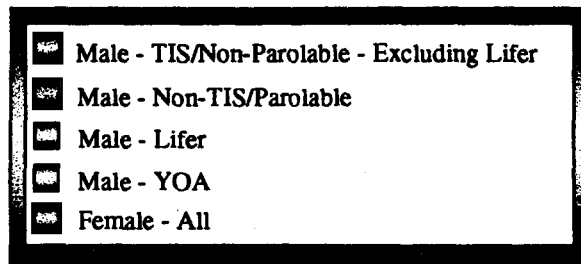 Male - TIS/Non-Parolable - Excluding Lifer
Male - Non-TIS/Parolable
Male - Lifer
Male - YOA
Female - All